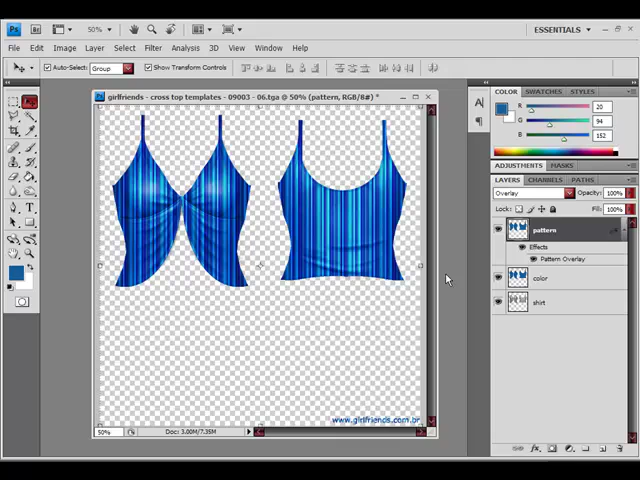 Ps Br 50% ESSENTIALS
File Edit Image Layer Select Filter Analysis 3D View Window Help
Auto-Select: Group Show Transform Controls
girlfriends - cross top templates - 09003 - 06.tga @ 50% (pattern, RGB/8#) *
COLOR SWATCHES STYLES
R 20
G 94
B 152
ADJUSTMENTS MASKS
LAYERS CHANNELS PATHS
Overlay Opacity: 100%
Lock: Fill: 100%
pattern
Effects
Pattern Overlay
color
shirt
www.girlfriends.com.br
50% Doc: 3.00M/7.35M